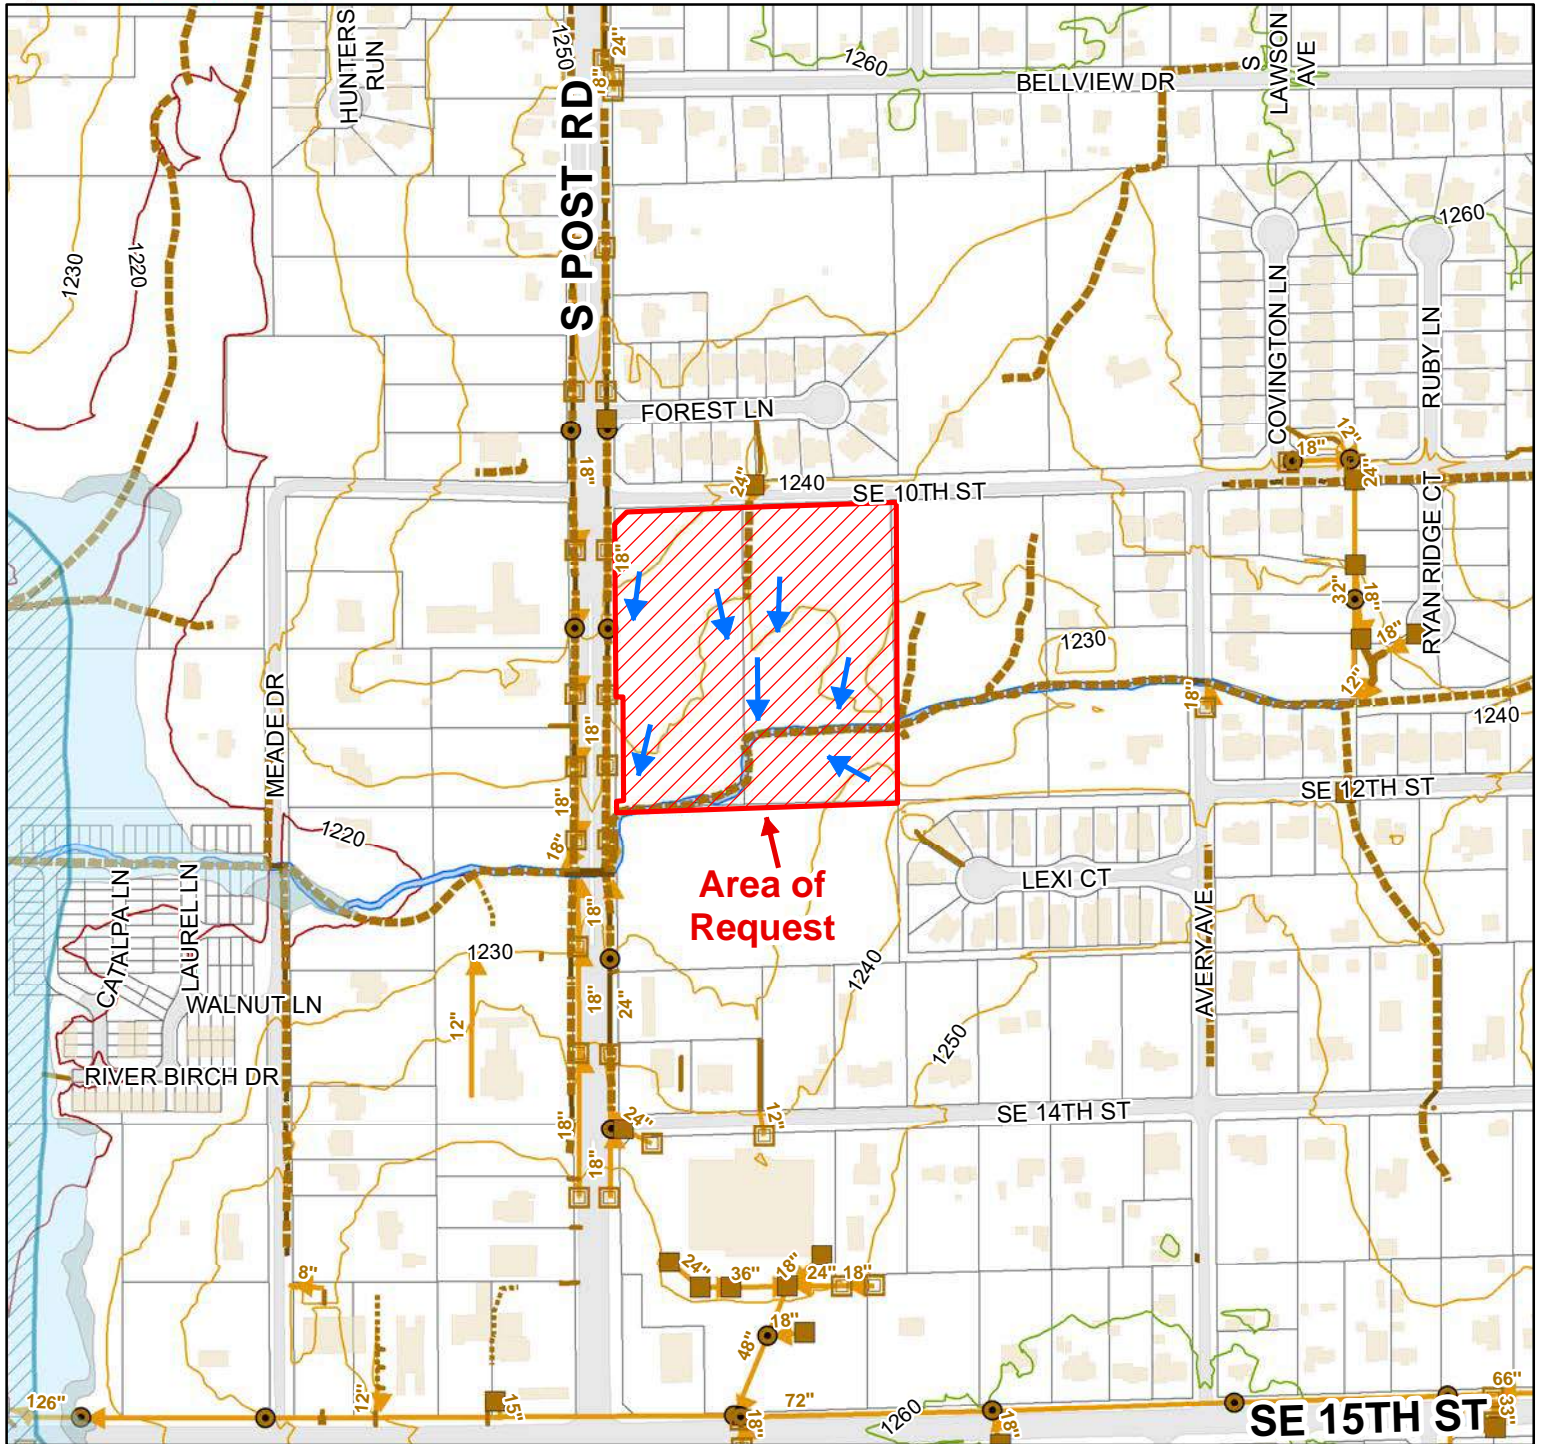 HUNTERS
RUN
1250
24"
18"
1260
BELLVIEW DR
S
LAWSON
AVE
S POST RD
1230
1220
1260
COVINGTON LN
RUBY LN
FOREST LN
18"
24"
1240
SE 10TH ST
18"
12"
24"
18"
RYAN RIDGE CT
32"
18"
18"
1230
12"
18"
1240
MEADE DR
18"
SE 12TH ST
18"
18"
1220
Area of
Request
LEXI CT
CATALPA LN
LAUREL LN
18"
AVERY AVE
1230
1240
WALNUT LN
12"
18"
24"
1250
RIVER BIRCH DR
SE 14TH ST
18"
24"
12"
18"
8"
24"
36"
18"
24"
18"
18"
48"
126"
12"
15"
72"
18"
1260
18"
66"
33"
SE 15TH ST